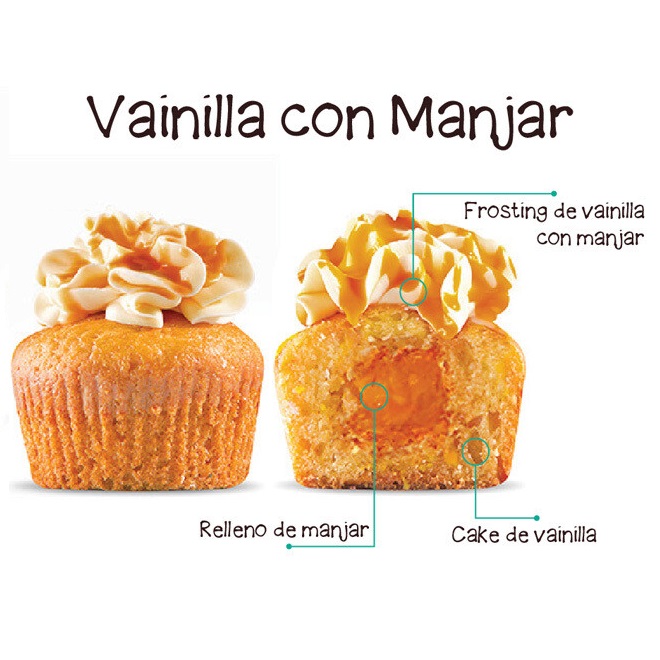 Vainilla con Manjar
Frosting de vainilla
con manjar
Relleno de manjar
Cake de vainilla